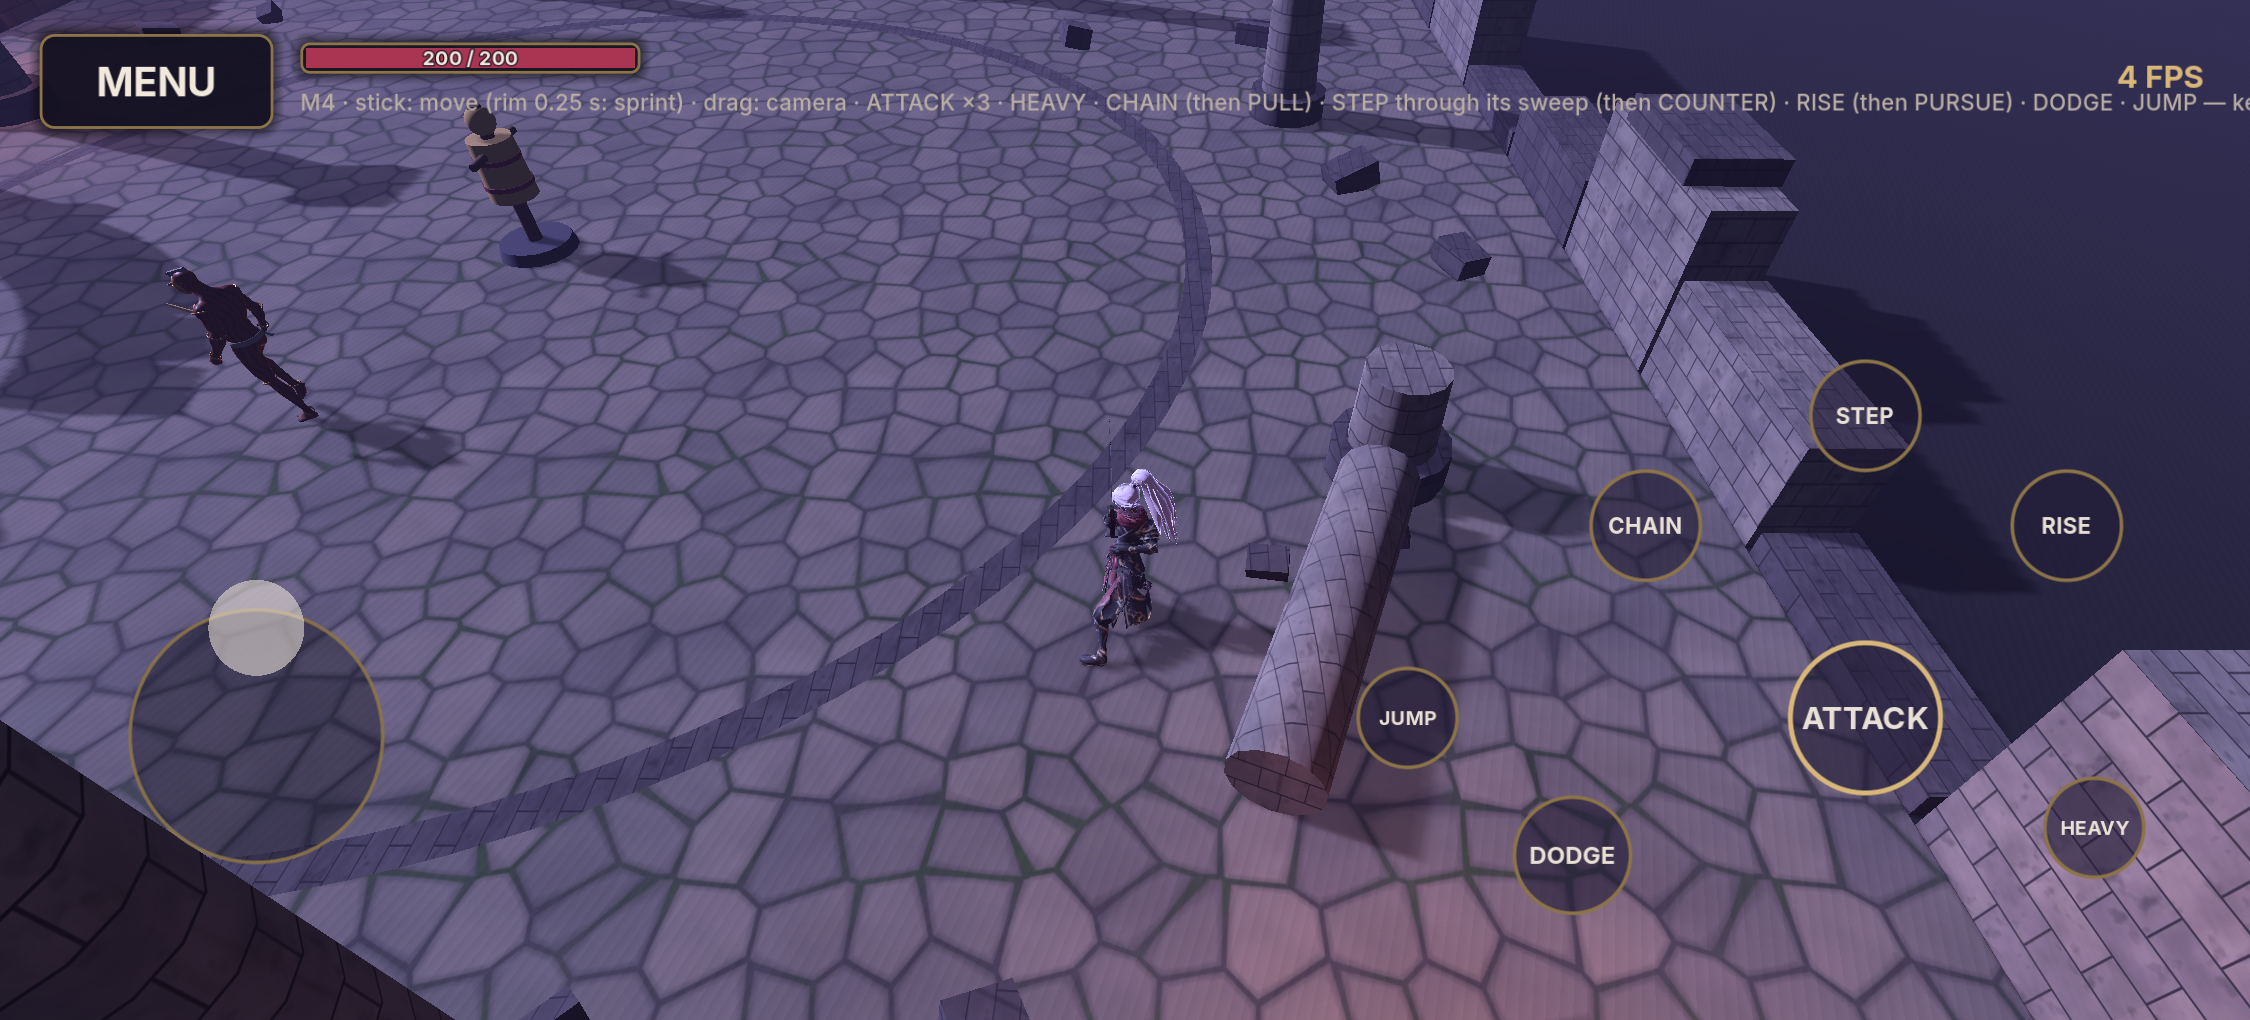 MENU
200 / 200
4 FPS
M4 · stick: move (rim 0.25 s: sprint) · drag: camera · ATTACK ×3 · HEAVY · CHAIN (then PULL) · STEP through its sweep (then COUNTER) · RISE (then PURSUE) · DODGE · JUMP —
STEP
CHAIN
RISE
JUMP
ATTACK
HEAVY
DODGE